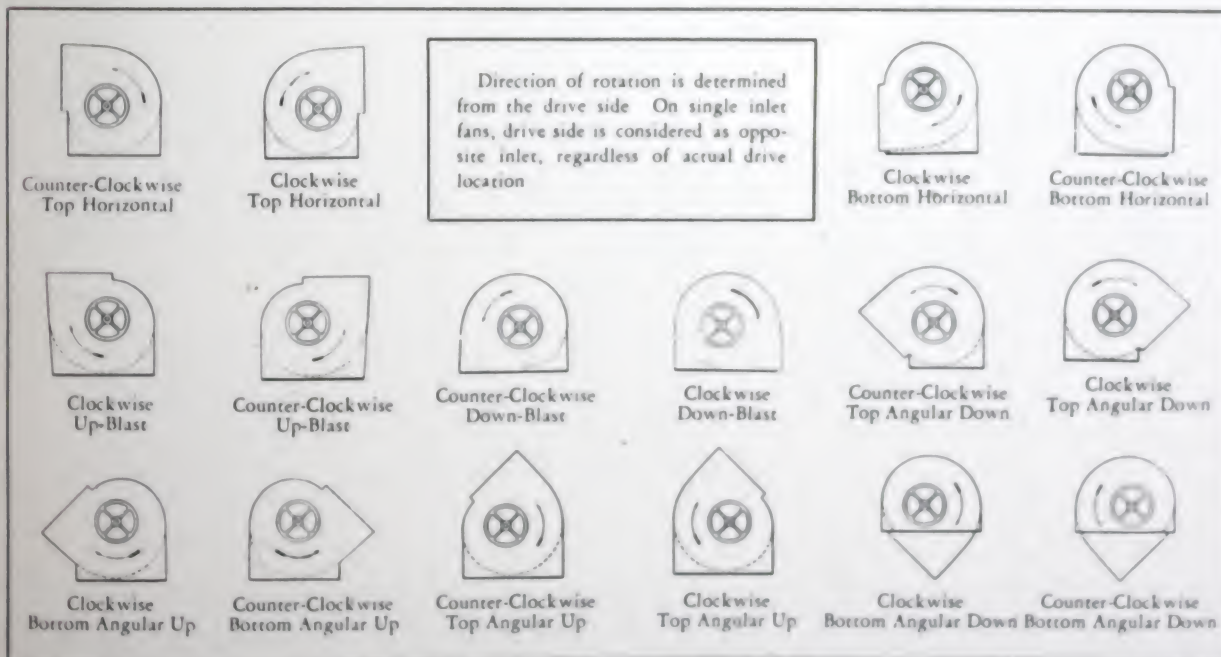 Counter-Clockwise
Top Horizontal
Clockwise
Top Horizontal
Direction of rotation is determined
from the drive side On single inlet
fans, drive side is considered as oppo-
site inlet, regardless of actual drive
location
Clockwise
Bottom Horizontal
Counter-Clockwise
Bottom Horizontal
Clockwise
Up-Blast
Counter-Clockwise
Up-Blast
Counter-Clockwise
Down-Blast
Clockwise
Down-Blast
Counter-Clockwise
Top Angular Down
Clockwise
Top Angular Down
Clockwise
Bottom Angular Up
Counter-Clockwise
Bottom Angular Up
Counter-Clockwise
Top Angular Up
Clockwise
Top Angular Up
Clockwise
Bottom Angular Down
Counter-Clockwise
Bottom Angular Down